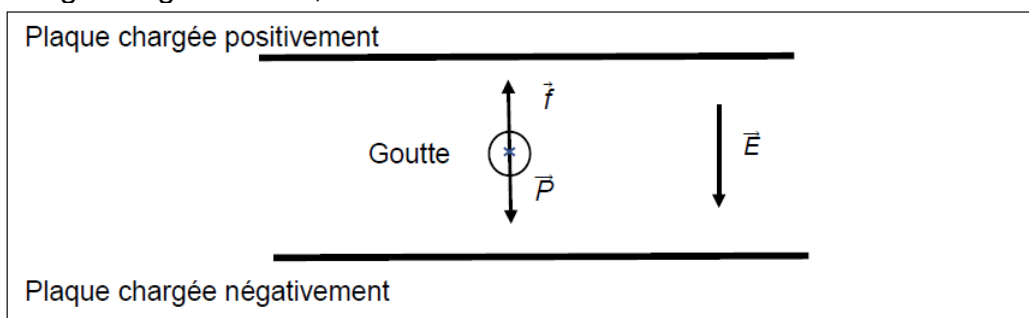 Plaque chargée positivement
f
Goutte
E
P
Plaque chargée négativement